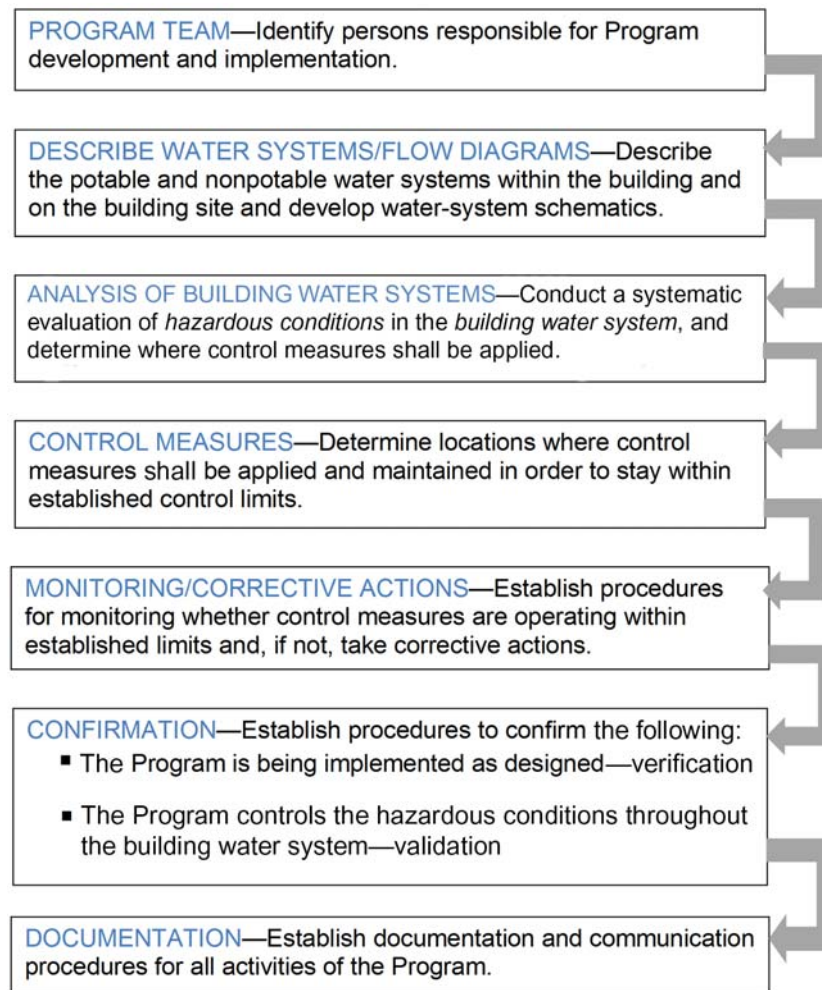 PROGRAM TEAM—Identify persons responsible for Program
development and implementation.
DESCRIBE WATER SYSTEMS/FLOW DIAGRAMS—Describe
the potable and nonpotable water systems within the building and
on the building site and develop water-system schematics.
ANALYSIS OF BUILDING WATER SYSTEMS—Conduct a systematic
evaluation of hazardous conditions in the building water system, and
determine where control measures shall be applied.
CONTROL MEASURES—Determine locations where control
measures shall be applied and maintained in order to stay within
established control limits.
MONITORING/CORRECTIVE ACTIONS—Establish procedures
for monitoring whether control measures are operating within
established limits and, if not, take corrective actions.
CONFIRMATION—Establish procedures to confirm the following:
▪ The Program is being implemented as designed—verification
▪ The Program controls the hazardous conditions throughout
the building water system—validation
DOCUMENTATION—Establish documentation and communication
procedures for all activities of the Program.